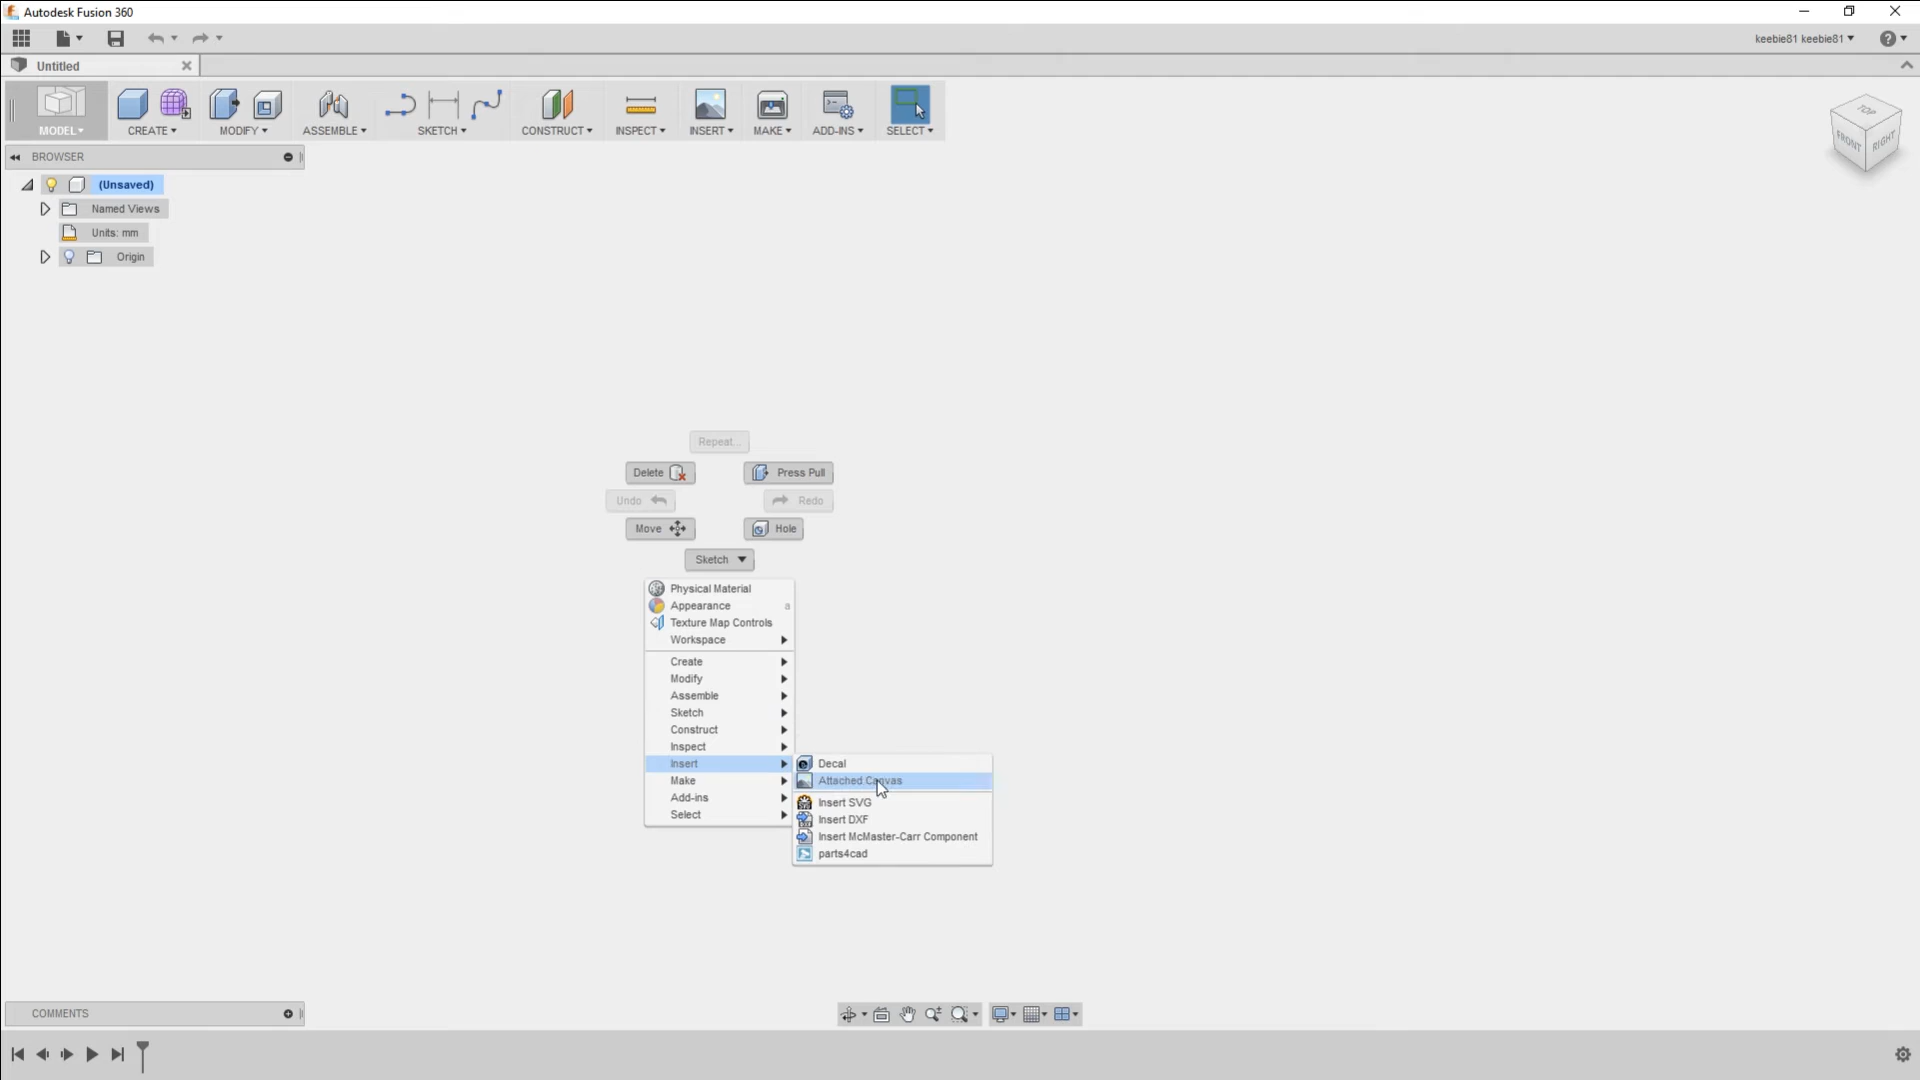 Autodesk Fusion 360
keebie81 keebie81
Untitled
MODEL
CREATE
MODIFY
ASSEMBLE
SKETCH
CONSTRUCT
INSPECT
INSERT
MAKE
ADD-INS
SELECT
TOP
FRONT
RIGHT
BROWSER
(Unsaved)
Named Views
Units: mm
Origin
Repeat...
Delete
Press Pull
Undo
Redo
Move
Hole
Sketch
Physical Material
Appearance a
Texture Map Controls
Workspace
Create
Modify
Assemble
Sketch
Construct
Inspect
Insert
Make
Add-ins
Select
Decal
Attached Canvas
Insert SVG
Insert DXF
Insert McMaster-Carr Component
parts4cad
COMMENTS